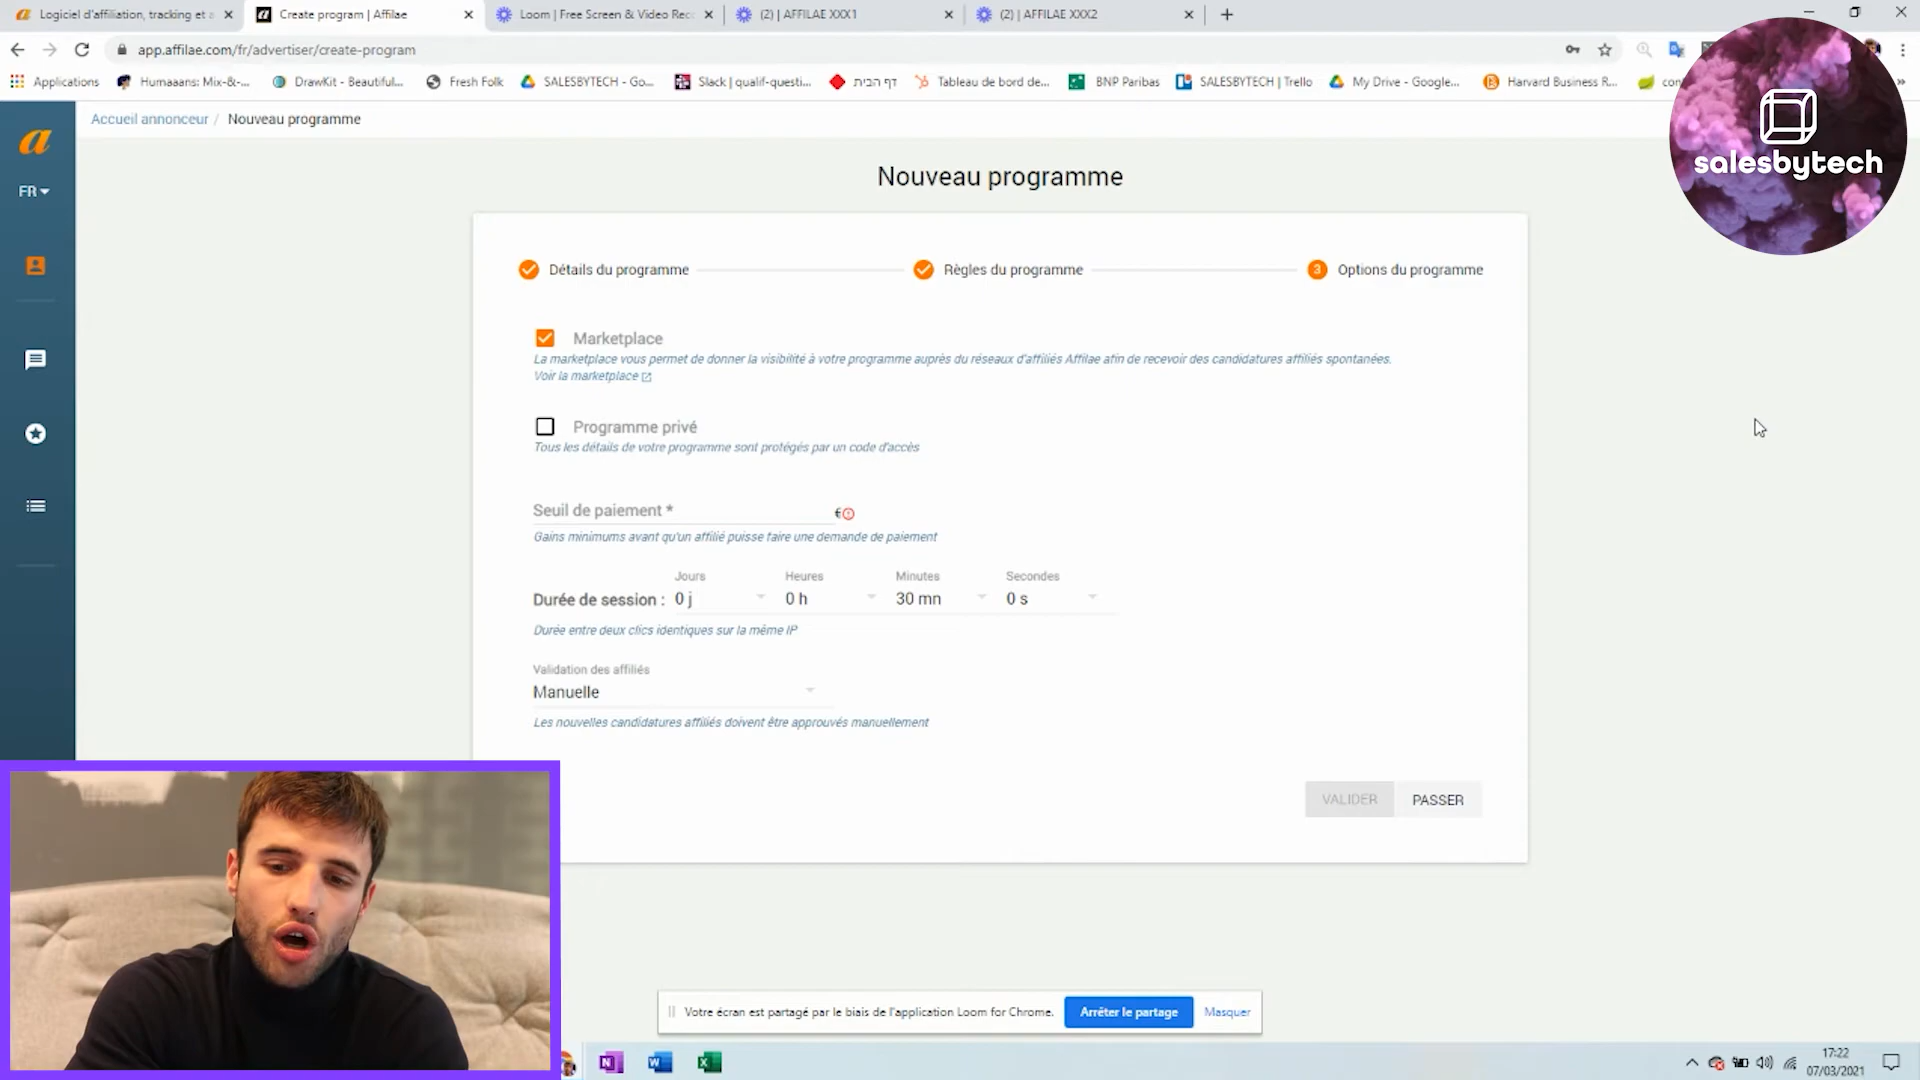 Logiciel d'affiliation, tracking et a
Create program | Affilae
Loom | Free Screen & Video Rec
(2) | AFFILAE XXX1
(2) | AFFILAE XXX2
app.affilae.com/fr/advertiser/create-program
Applications
Humaaans: Mix-&-...
DrawKit - Beautiful...
Fresh Folk
SALESBYTECH - Go...
Slack | qualif-questi...
דף הבית
Tableau de bord de...
BNP Paribas
SALESBYTECH | Trello
My Drive - Google...
Harvard Business R...
salesbytech
a
FR
Accueil annonceur / Nouveau programme
Nouveau programme
Détails du programme
Règles du programme
3 Options du programme
Marketplace
La marketplace vous permet de donner la visibilité à votre programme auprès du réseaux d'affiliés Affilae afin de recevoir des candidatures affiliés spontanées.
Voir la marketplace
Programme privé
Tous les détails de votre programme sont protégés par un code d'accès
Seuil de paiement * €
Gains minimums avant qu'un affilié puisse faire une demande de paiement
Jours Heures Minutes Secondes
Durée de session : 0 j 0 h 30 mn 0 s
Durée entre deux clics identiques sur la même IP
Validation des affiliés
Manuelle
Les nouvelles candidatures affiliés doivent être approuvés manuellement
VALIDER PASSER
Votre écran est partagé par le biais de l'application Loom for Chrome. Arrêter le partage Masquer
17:22
07/03/2021